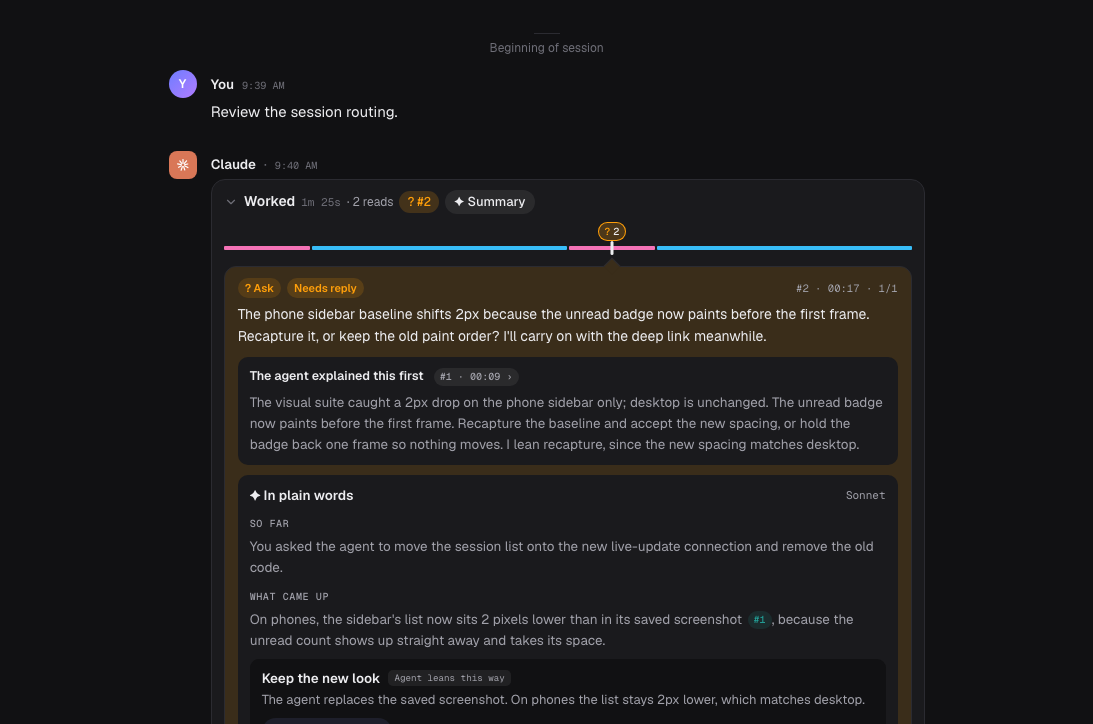 Beginning of session
Y
You 9:39 AM
Review the session routing.
Claude · 9:40 AM
Worked 1m 25s · 2 reads ? #2 ✦ Summary
? 2
? Ask Needs reply #2 · 00:17 · 1/1
The phone sidebar baseline shifts 2px because the unread badge now paints before the first frame.
Recapture it, or keep the old paint order? I'll carry on with the deep link meanwhile.
The agent explained this first #1 · 00:09 ›
The visual suite caught a 2px drop on the phone sidebar only; desktop is unchanged. The unread badge
now paints before the first frame. Recapture the baseline and accept the new spacing, or hold the
badge back one frame so nothing moves. I lean recapture, since the new spacing matches desktop.
✦ In plain words Sonnet
SO FAR
You asked the agent to move the session list onto the new live-update connection and remove the old
code.
WHAT CAME UP
On phones, the sidebar's list now sits 2 pixels lower than in its saved screenshot #1, because the
unread count shows up straight away and takes its space.
Keep the new look Agent leans this way
The agent replaces the saved screenshot. On phones the list stays 2px lower, which matches desktop.